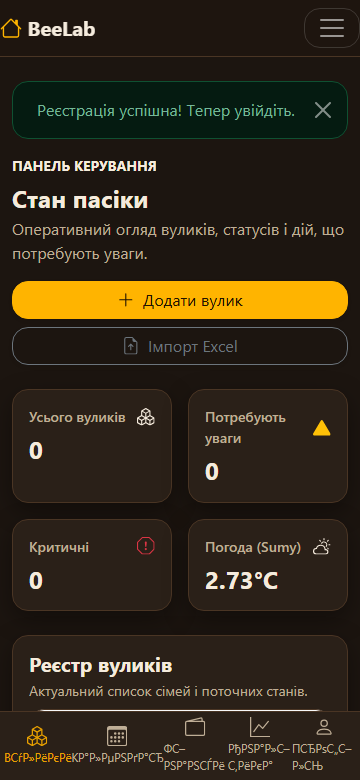 BeeLab
Реєстрація успішна! Тепер увійдіть.
ПАНЕЛЬ КЕРУВАННЯ
Стан пасіки
Оперативний огляд вуликів, статусів і дій, що
потребують уваги.
Додати вулик
Імпорт Excel
Усього вуликів
0
Потребують
уваги
0
Критичні
0
Погода (Sumy)
2.73°C
Реєстр вуликів
Актуальний список сімей і поточних станів.